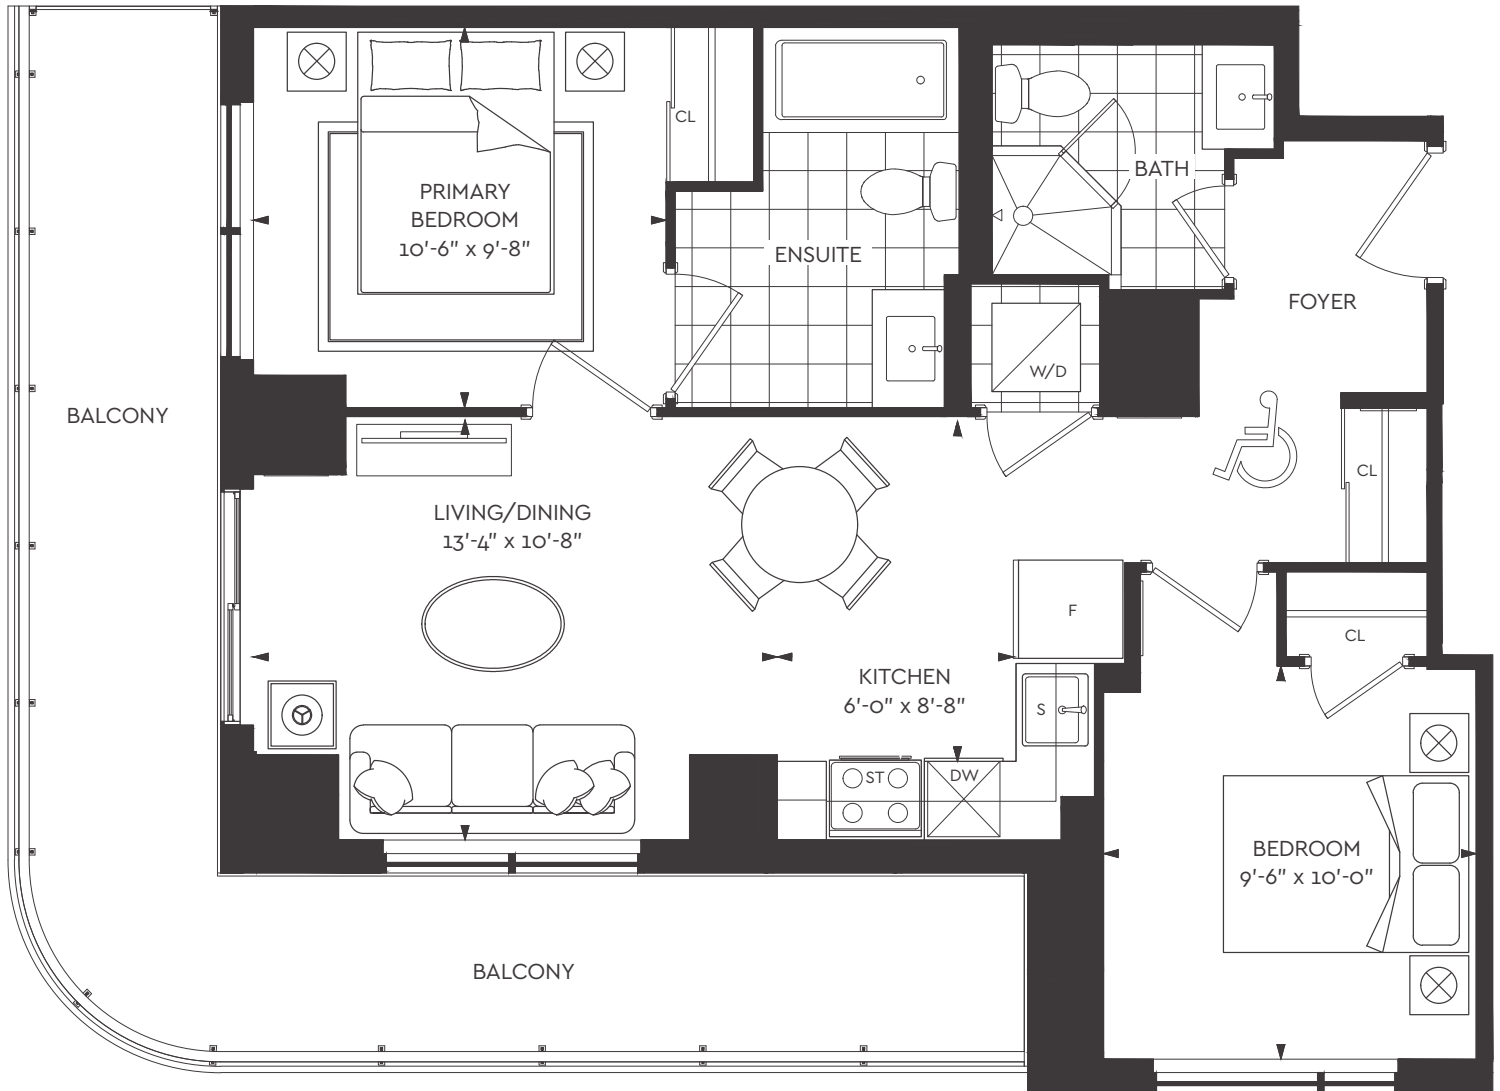 CL
PRIMARY
BEDROOM
10'-6" x 9'-8"
BATH
ENSUITE
FOYER
W/D
BALCONY
CL
LIVING/DINING
13'-4" x 10'-8"
F
CL
KITCHEN
6'-0" x 8'-8"
S
ST
DW
BEDROOM
9'-6" x 10'-0"
BALCONY